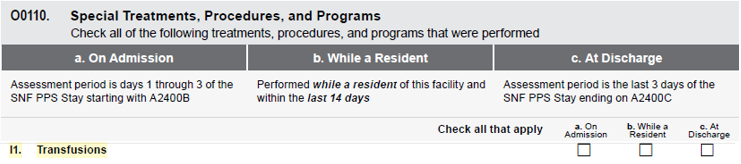 O0110. Special Treatments, Procedures, and Programs
Check all of the following treatments, procedures, and programs that were performed
a. On Admission b. While a Resident c. At Discharge
Assessment period is days 1 through 3 of the Performed while a resident of this facility and Assessment period is the last 3 days of the
SNF PPS Stay starting with A2400B within the last 14 days SNF PPS Stay ending on A2400C
Check all that apply a. On b. While a c. At
Admission Resident Discharge
I1. Transfusions